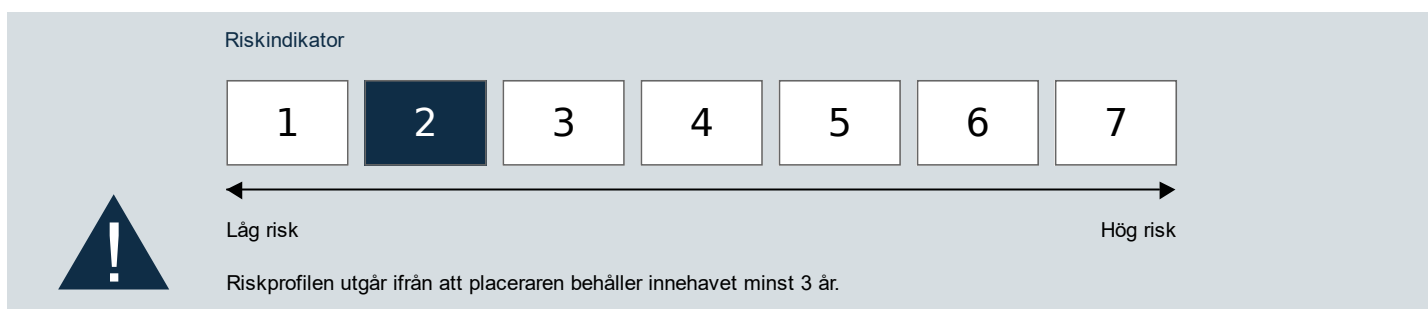 Riskindikator
1 2 3 4 5 6 7
Låg risk Hög risk
!
Riskprofilen utgår ifrån att placeraren behåller innehavet minst 3 år.